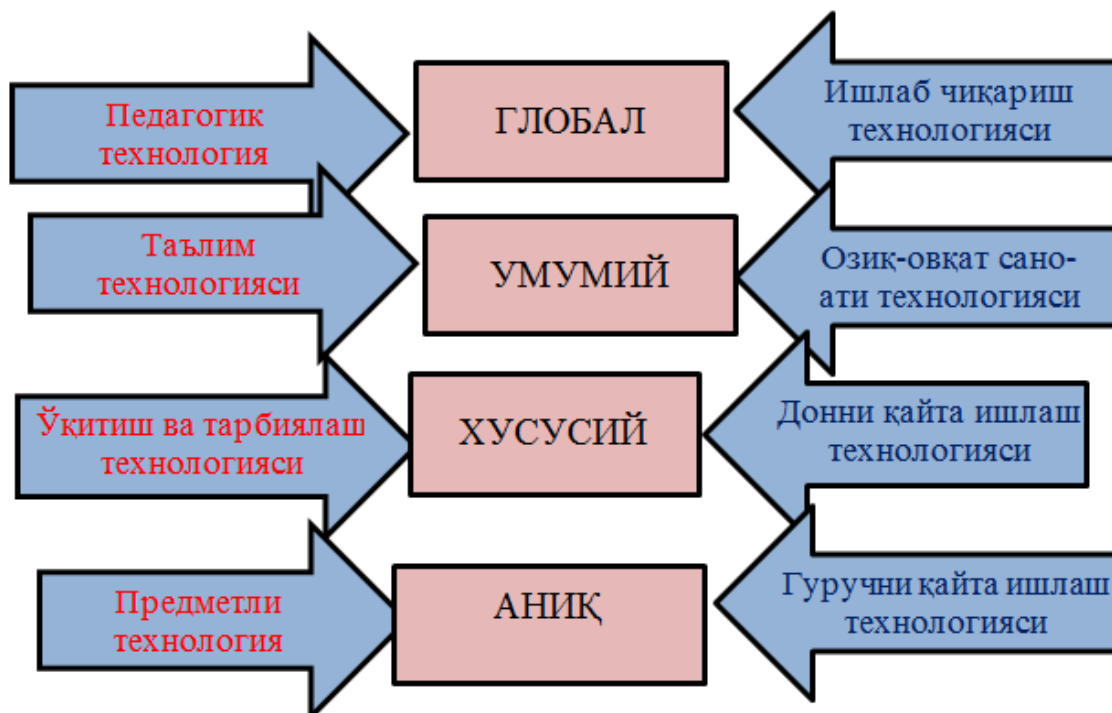 Педагогик
технология
ГЛОБАЛ
Ишлаб чиқариш
технологияси
Таълим
технологияси
УМУМИЙ
Озиқ-овқат сано-
ати технологияси
Ўқитиш ва тарбиялаш
технологияси
ХУСУСИЙ
Донни қайта ишлаш
технологияси
Предметли
технология
АНИҚ
Гуручни қайта ишлаш
технологияси